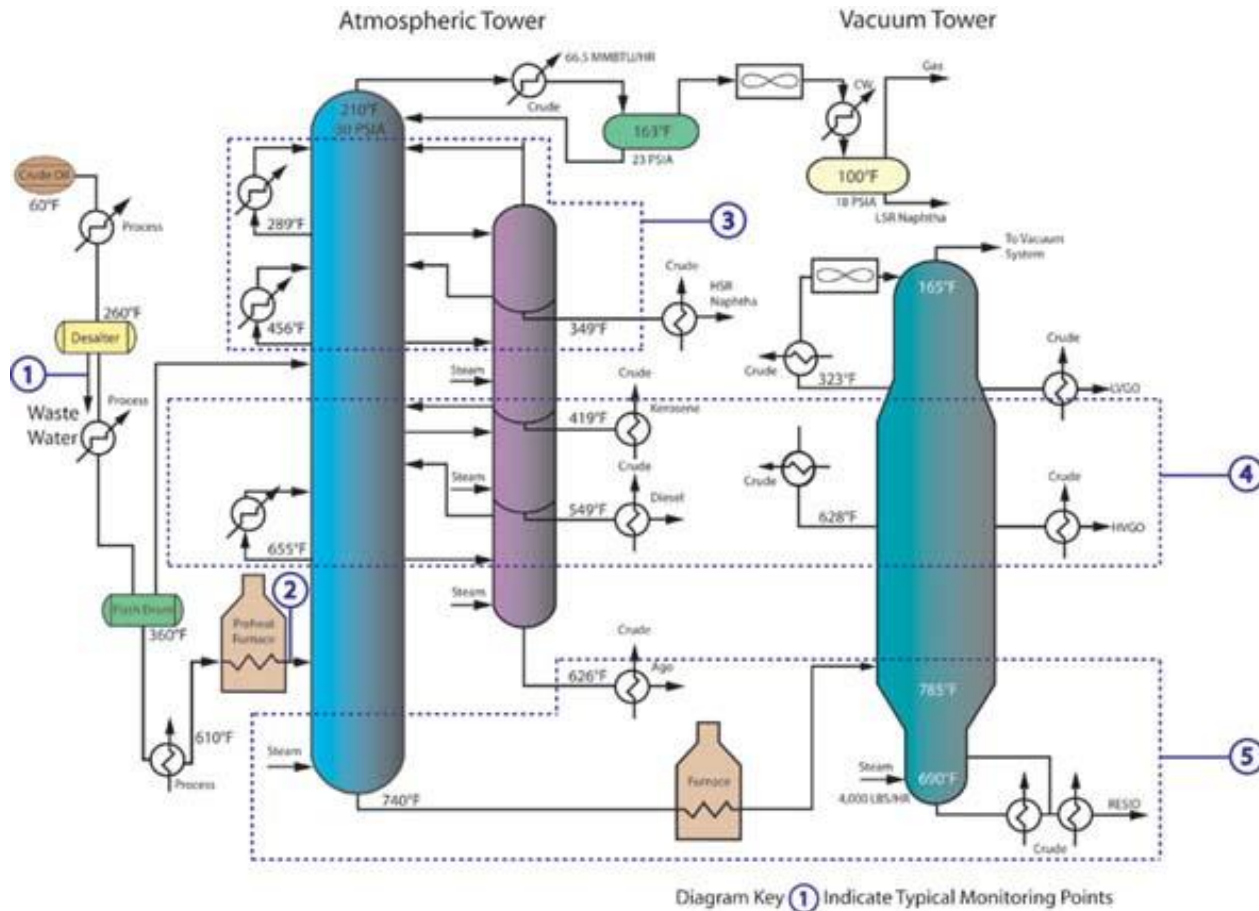 Atmospheric Tower
Vacuum Tower
66.5 MMBTU/HR
Crude
Gas
CW
210°F
30 PSIA
163°F
23 PSIA
100°F
18 PSIA
LSR Naphtha
Crude Oil
60°F
Process
289°F
3
To Vacuum
System
165°F
Crude
HSR
Naphtha
260°F
Desalter
456°F
349°F
1
Steam
Crude
323°F
Crude
LVGO
Waste
Water
Process
Crude
419°F
Kerosene
Crude
Steam
549°F
Diesel
Crude
628°F
Crude
HVGO
4
655°F
2
Flash Drum
360°F
Preheat
Furnace
Steam
Crude
626°F
Ago
785°F
610°F
Process
Steam
740°F
Furnace
Steam
4,000 LBS/HR
690°F
RESID
Crude
5
Diagram Key 1 Indicate Typical Monitoring Points